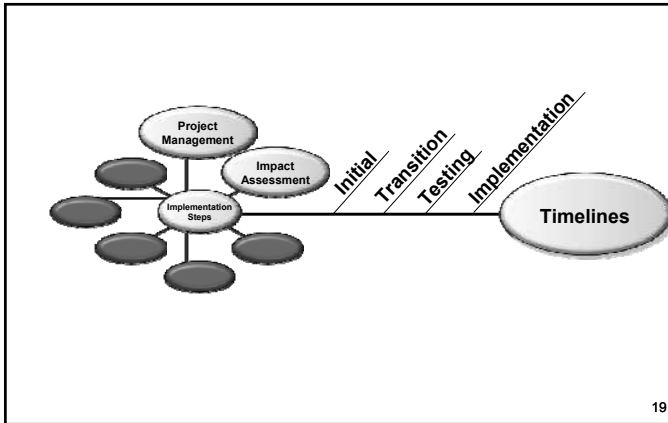 Project
Management
Impact
Assessment
Implementation
Steps
Initial
Transition
Testing
Implementation
Timelines
19